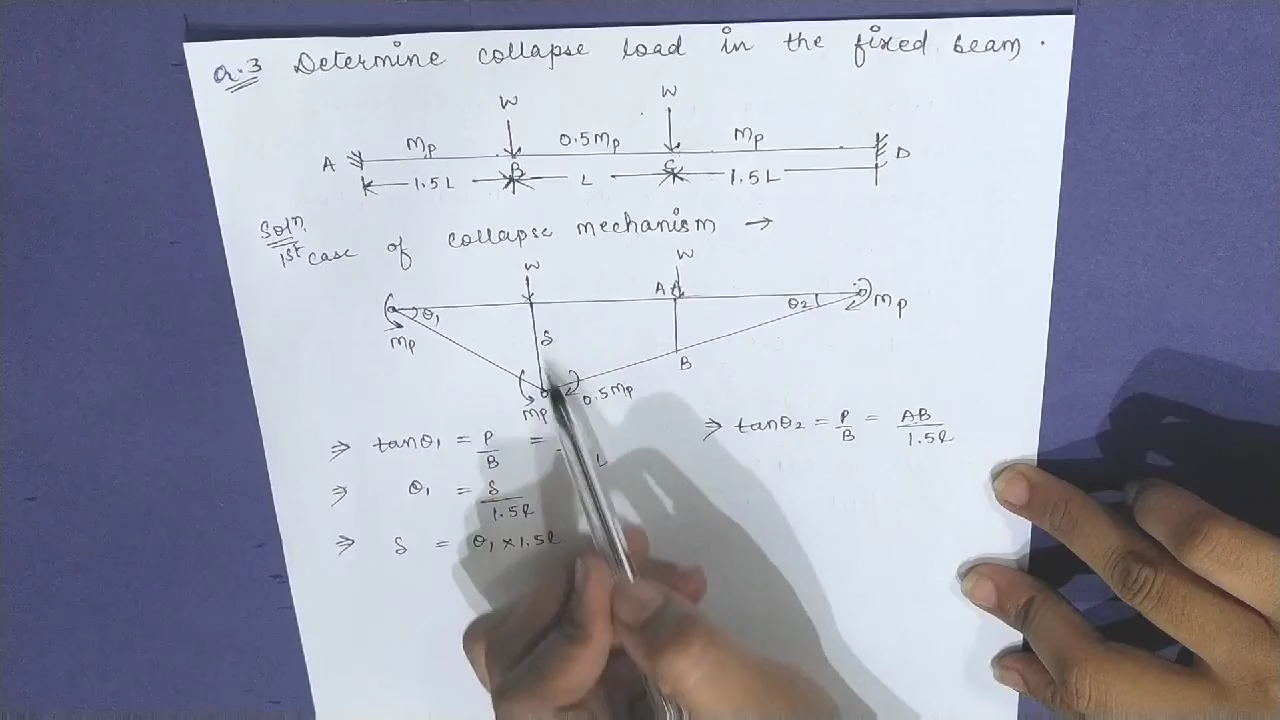 Q.3 Determine collapse load in the fixed beam.
W W
A Mp 0.5Mp Mp D
B C
1.5L L 1.5L
Solⁿ.
1st case of collapse mechanism →
W W
θ₁ A θ₂ Mp
Mp δ
B
Mp 0.5Mp
⇒ tanθ₁ = P/B = L
⇒ tanθ₂ = P/B = AB/1.5l
⇒ θ₁ = δ/1.5l
⇒ δ = θ₁ × 1.5l